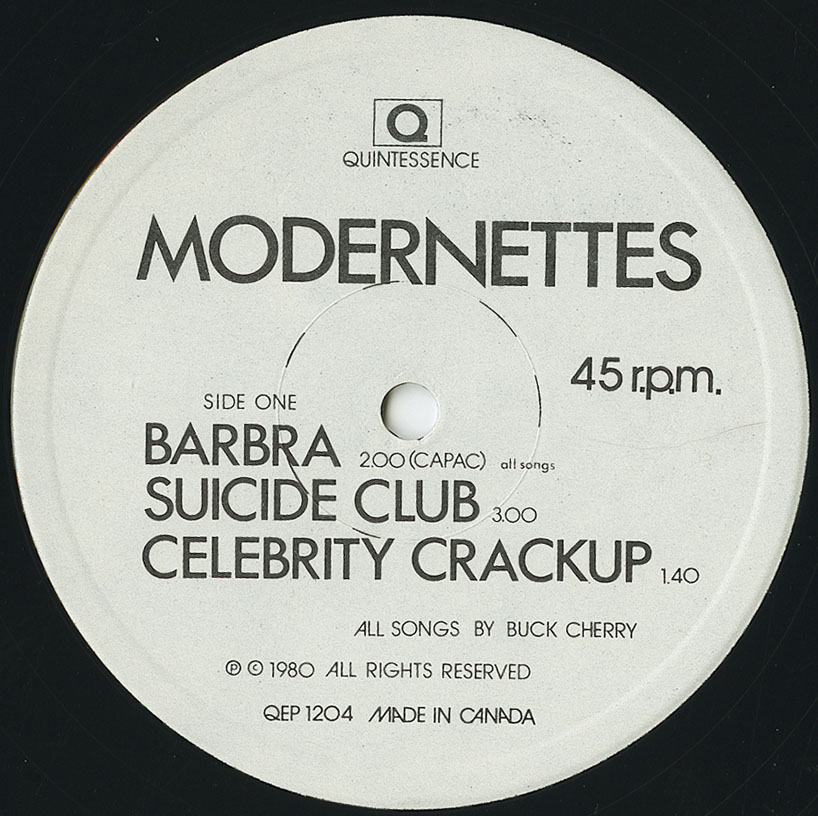 Q
QUINTESSENCE
MODERNETTES
45 r.p.m.
SIDE ONE
BARBRA 2.00 (CAPAC) all songs
SUICIDE CLUB 3.00
CELEBRITY CRACKUP 1.40
ALL SONGS BY BUCK CHERRY
℗ © 1980 ALL RIGHTS RESERVED
QEP 1204 MADE IN CANADA